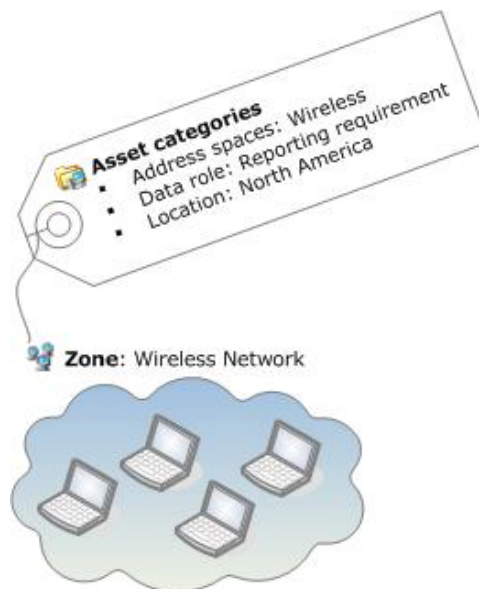 Asset categories
▪ Address spaces: Wireless
▪ Data role: Reporting requirement
▪ Location: North America
Zone: Wireless Network